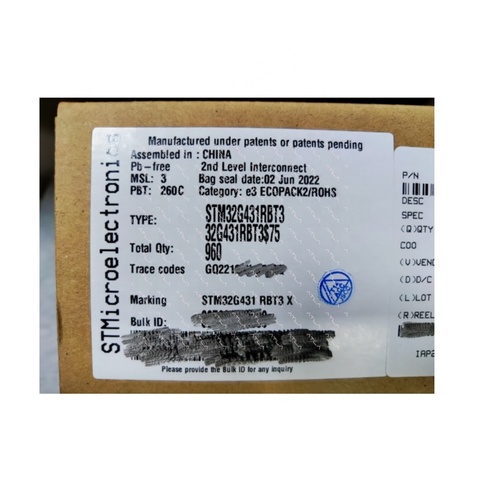 STMicroelectronics
Manufactured under patents or patents pending
Assembled in : CHINA
Pb-free 2nd Level Interconnect
MSL: 3 Bag seal date:02 Jun 2022
PBT: 260C Category: e3 ECOPACK2/ROHS
TYPE: STM32G431RBT3
32G431RBT3$75
Total Qty: 960
Trace codes GQ221
Marking STM32G431 RBT3 X
Bulk ID:
Please provide the Bulk ID for any inquiry
P/N
DESC
SPEC
(Q)QTY
COO
(V)VEND
(D)D/C
(L)LOT
(R)REEL
IAP2